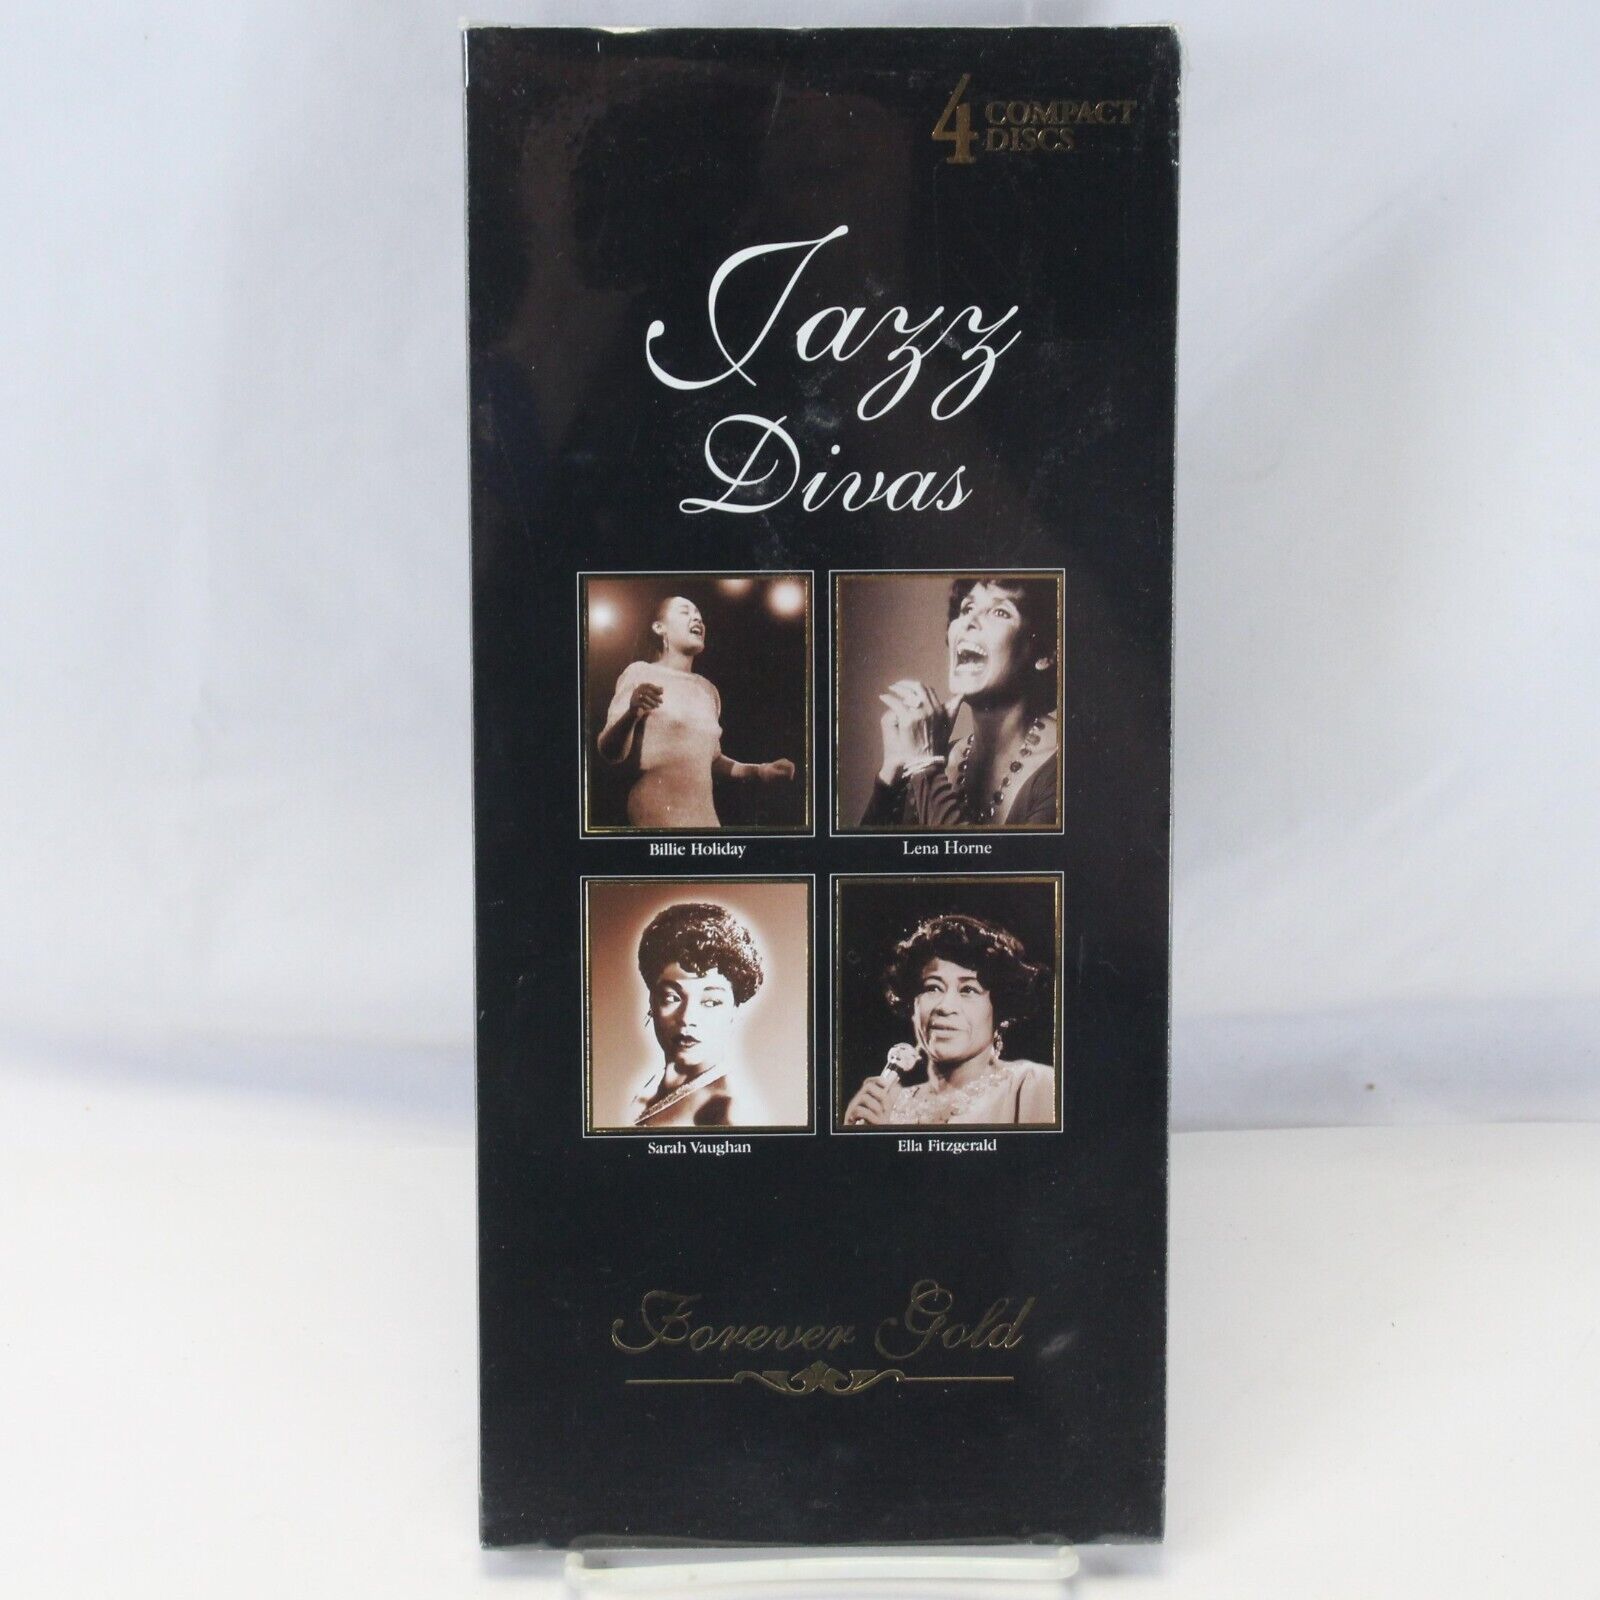 4 COMPACT
DISCS
Jazz
Divas
Billie Holiday
Lena Horne
Sarah Vaughan
Ella Fitzgerald
Forever Gold